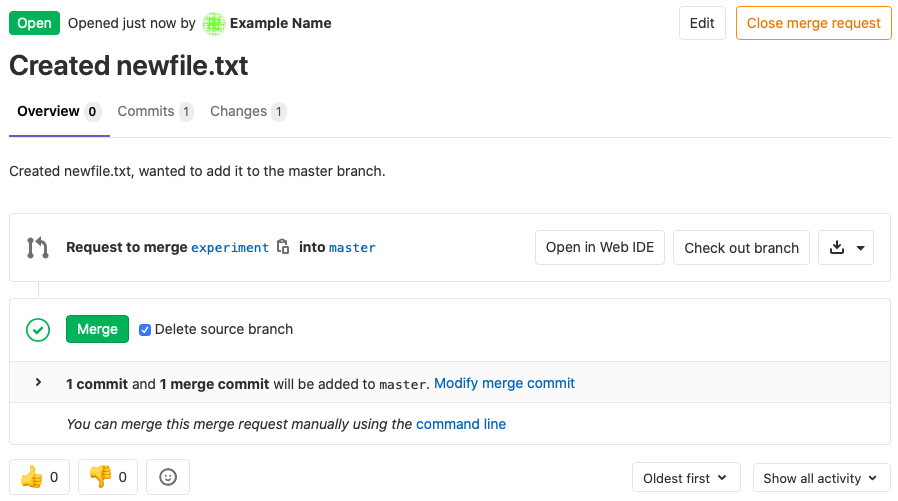 Open Opened just now by Example Name Edit Close merge request
Created newfile.txt
Overview 0 Commits 1 Changes 1
Created newfile.txt, wanted to add it to the master branch.
Request to merge experiment into master Open in Web IDE Check out branch
Merge Delete source branch
1 commit and 1 merge commit will be added to master. Modify merge commit
You can merge this merge request manually using the command line
0 0 Oldest first Show all activity